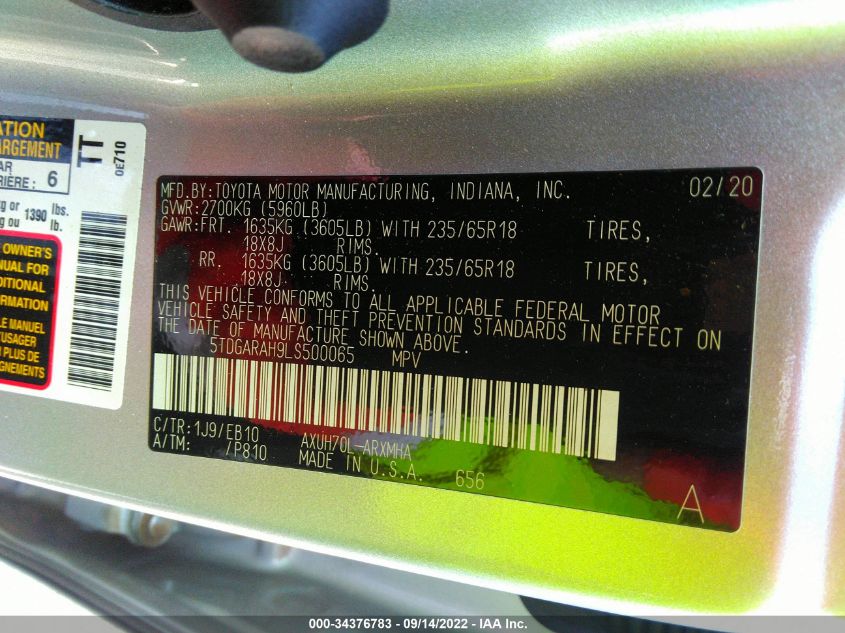 ATION
ARGEMENT
AR
RIÈRE : 6
TT
0E710
kg or 1390 lbs.
kg ou lb.
OWNER'S
NUAL FOR
DITIONAL
FORMATION
LE MANUEL
USAGER
PLUS DE
GNEMENTS
MFD.BY:TOYOTA MOTOR MANUFACTURING, INDIANA, INC. 02/20
GVWR:2700KG (5960LB)
GAWR:FRT. 1635KG (3605LB) WITH 235/65R18 TIRES,
18X8J RIMS.
RR. 1635KG (3605LB) WITH 235/65R18 TIRES,
18X8J RIMS.
THIS VEHICLE CONFORMS TO ALL APPLICABLE FEDERAL MOTOR
VEHICLE SAFETY AND THEFT PREVENTION STANDARDS IN EFFECT ON
THE DATE OF MANUFACTURE SHOWN ABOVE.
5TDGARAH9LS500065 MPV
C/TR:1J9/EB10 AXUH70L-ARXMHA
A/TM: /P810 MADE IN U.S.A. 656
A
000-34376783 - 09/14/2022 - IAA Inc.